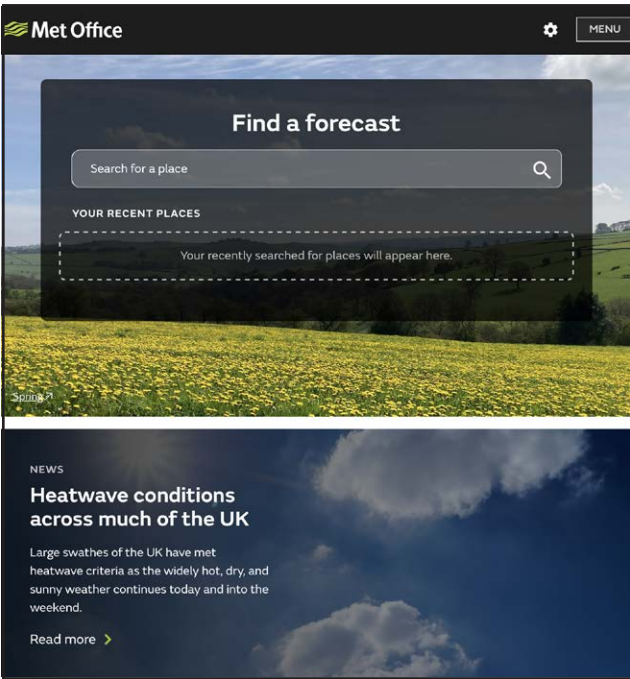 Met Office
MENU
Find a forecast
Search for a place
YOUR RECENT PLACES
Your recently searched for places will appear here.
Spring
NEWS
Heatwave conditions
across much of the UK
Large swathes of the UK have met
heatwave criteria as the widely hot, dry, and
sunny weather continues today and into the
weekend.
Read more